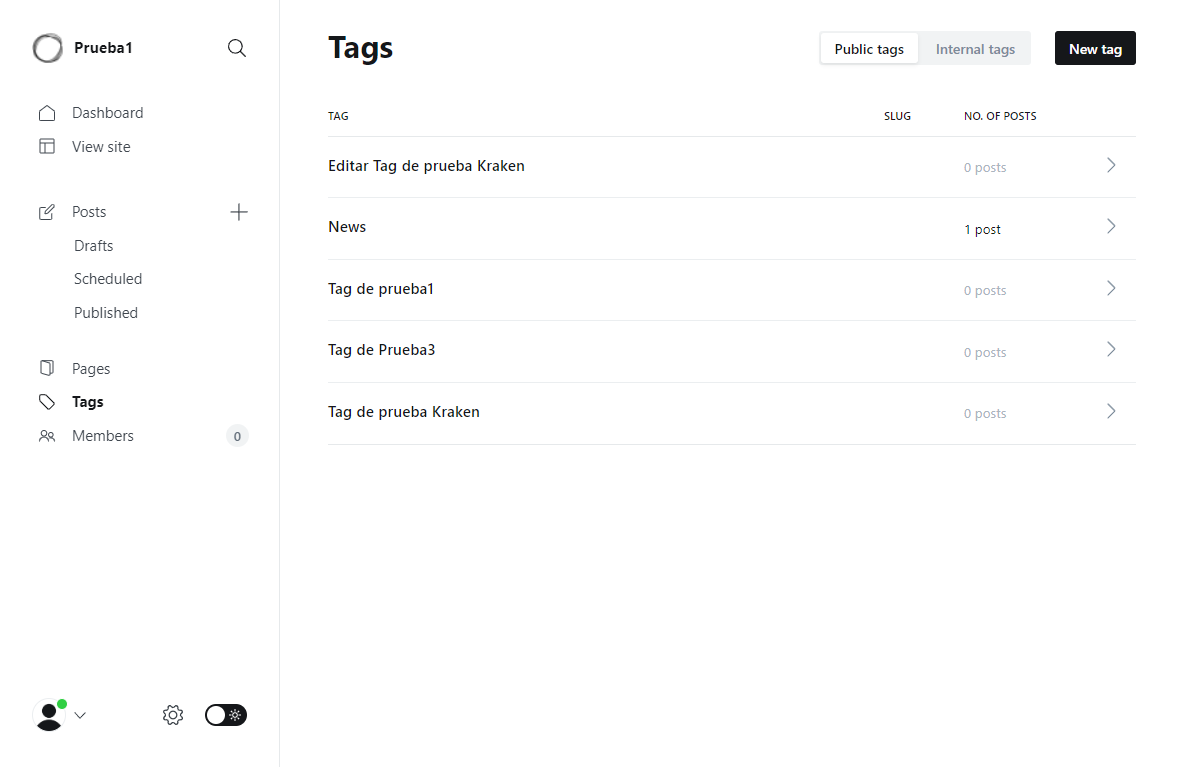 Prueba1
Dashboard
View site
Posts
Drafts
Scheduled
Published
Pages
Tags
Members 0
Tags
Public tags Internal tags New tag
TAG SLUG NO. OF POSTS
Editar Tag de prueba Kraken 0 posts
News 1 post
Tag de prueba1 0 posts
Tag de Prueba3 0 posts
Tag de prueba Kraken 0 posts